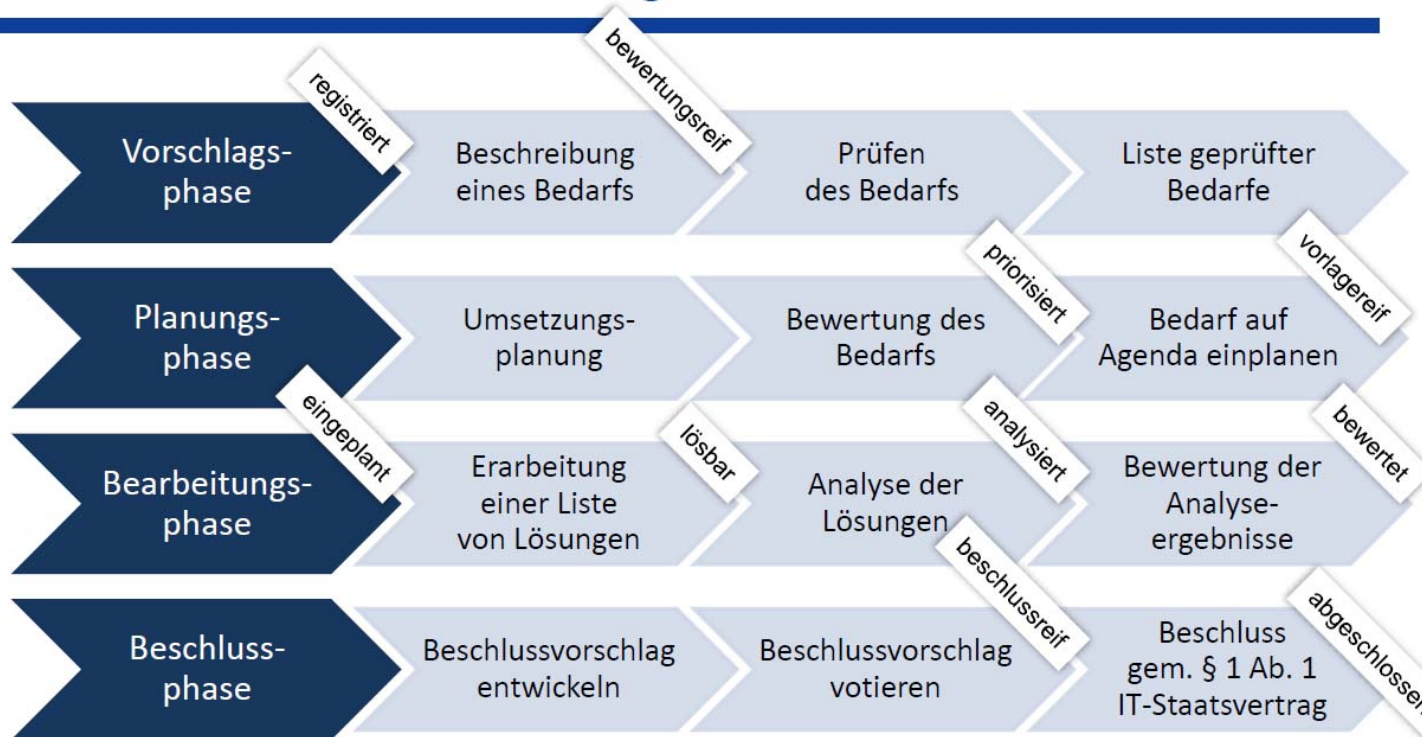 registriert
bewertungsreif
Vorschlags-
phase
Beschreibung
eines Bedarfs
Prüfen
des Bedarfs
Liste geprüfter
Bedarfe
priorisiert
vorlagereif
Planungs-
phase
Umsetzungs-
planung
Bewertung des
Bedarfs
Bedarf auf
Agenda einplanen
eingeplant
lösbar
analysiert
bewertet
Bearbeitungs-
phase
Erarbeitung
einer Liste
von Lösungen
Analyse der
Lösungen
Bewertung der
Analyse-
ergebnisse
beschlussreif
abgeschlossen
Beschluss-
phase
Beschlussvorschlag
entwickeln
Beschlussvorschlag
votieren
Beschluss
gem. § 1 Ab. 1
IT-Staatsvertrag